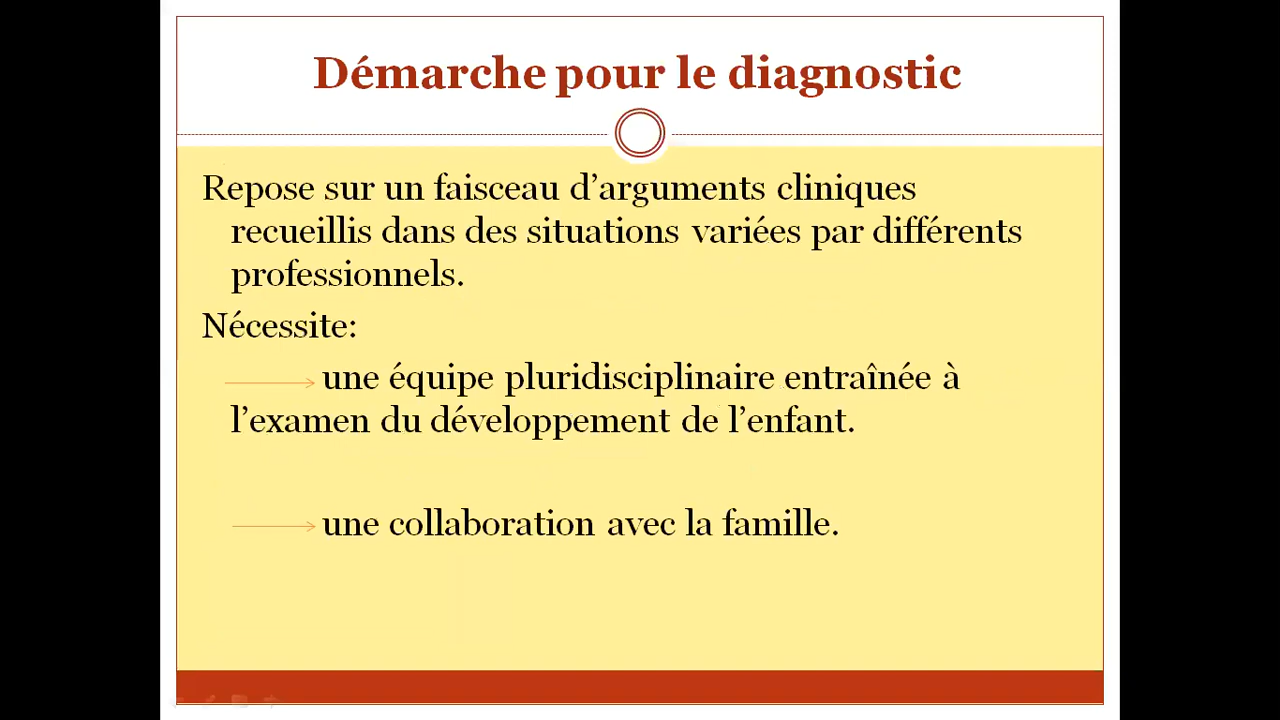 Démarche pour le diagnostic
Repose sur un faisceau d’arguments cliniques
recueillis dans des situations variées par différents
professionnels.
Nécessite:
une équipe pluridisciplinaire entraînée à
l’examen du développement de l’enfant.
une collaboration avec la famille.